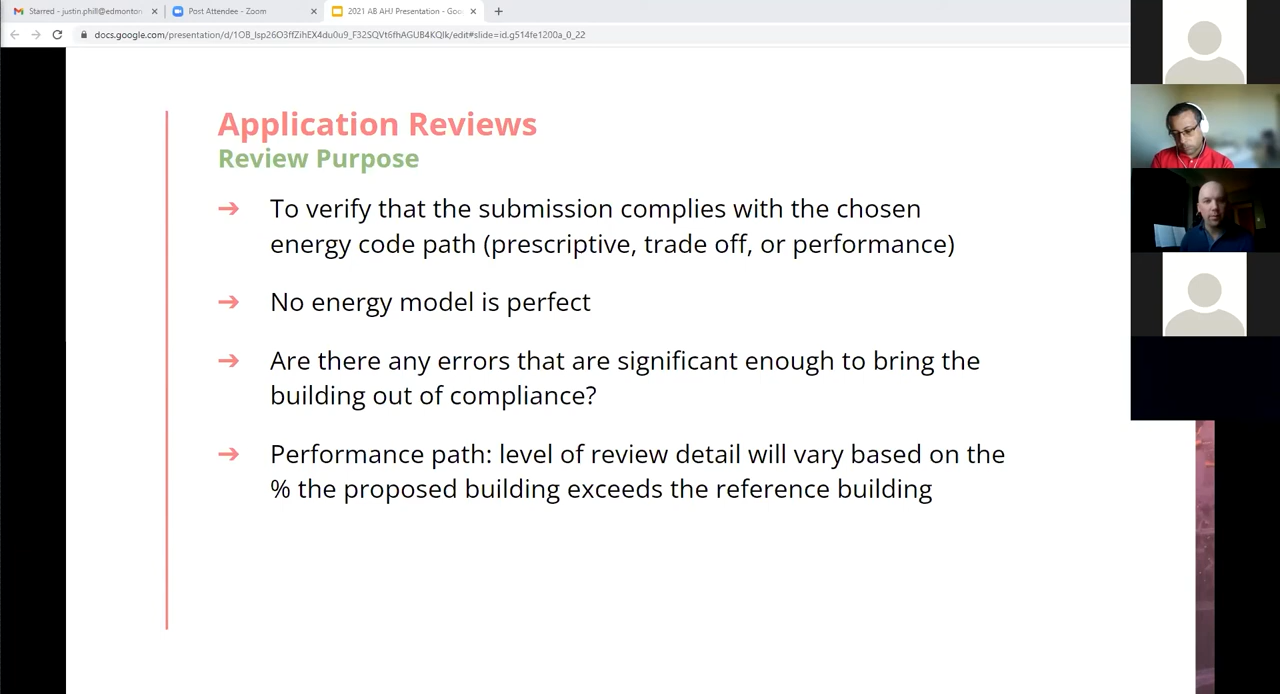 Starred - justin.phill@edmonton
Post Attendee - Zoom
2021 AB AHJ Presentation - Goo
docs.google.com/presentation/d/1OB_lsp26O3ffZihEX4du0u9_F32SQVt6fhAGUB4KQlk/edit#slide=id.g514fe1200a_0_22
Application Reviews
Review Purpose
➔ To verify that the submission complies with the chosen
energy code path (prescriptive, trade off, or performance)
➔ No energy model is perfect
➔ Are there any errors that are significant enough to bring the
building out of compliance?
➔ Performance path: level of review detail will vary based on the
% the proposed building exceeds the reference building